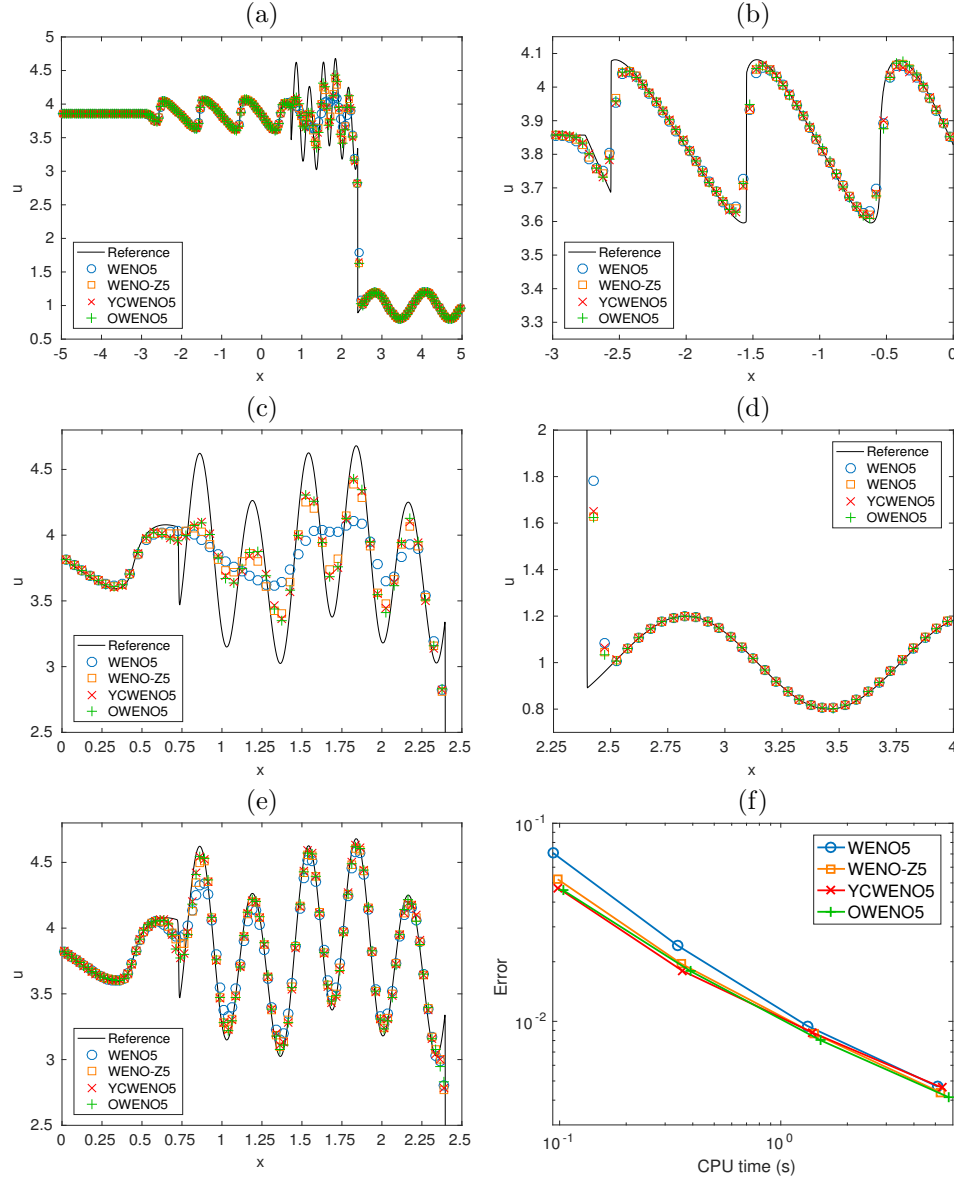 (a)
5
4.5
4
3.5
3
2.5
2
1.5
1
0.5
u
Reference
WENO5
WENO-Z5
YCWENO5
OWENO5
-5 -4 -3 -2 -1 0 1 2 3 4 5
x
(b)
4.1
4
3.9
3.8
3.7
3.6
3.5
3.4
3.3
u
Reference
WENO5
WENO-Z5
YCWENO5
OWENO5
-3 -2.5 -2 -1.5 -1 -0.5 0
x
(c)
4.5
4
3.5
3
2.5
u
Reference
WENO5
WENO-Z5
YCWENO5
OWENO5
0 0.25 0.5 0.75 1 1.25 1.5 1.75 2 2.25 2.5
x
(d)
2
1.8
1.6
1.4
1.2
1
0.8
u
Reference
WENO5
WENO5
YCWENO5
OWENO5
2.25 2.5 2.75 3 3.25 3.5 3.75 4
x
(e)
4.5
4
3.5
3
2.5
u
Reference
WENO5
WENO-Z5
YCWENO5
OWENO5
0 0.25 0.5 0.75 1 1.25 1.5 1.75 2 2.25 2.5
x
(f)
10^-1
10^-2
Error
WENO5
WENO-Z5
YCWENO5
OWENO5
10^-1 10^0
CPU time (s)